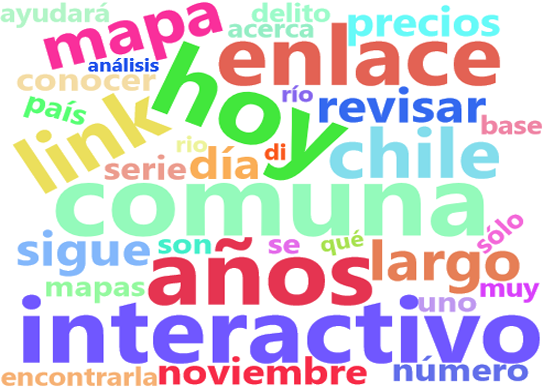 ayudará
delito
mapa
acerca
precios
enlace
análisis
conocer
hoy
río
revisar
país
link
base
rio
di
chile
serie
día
comuna
sigue
son
se
qué
sólo
años
largo
mapas
muy
uno
interactivo
encontrarla
noviembre
número